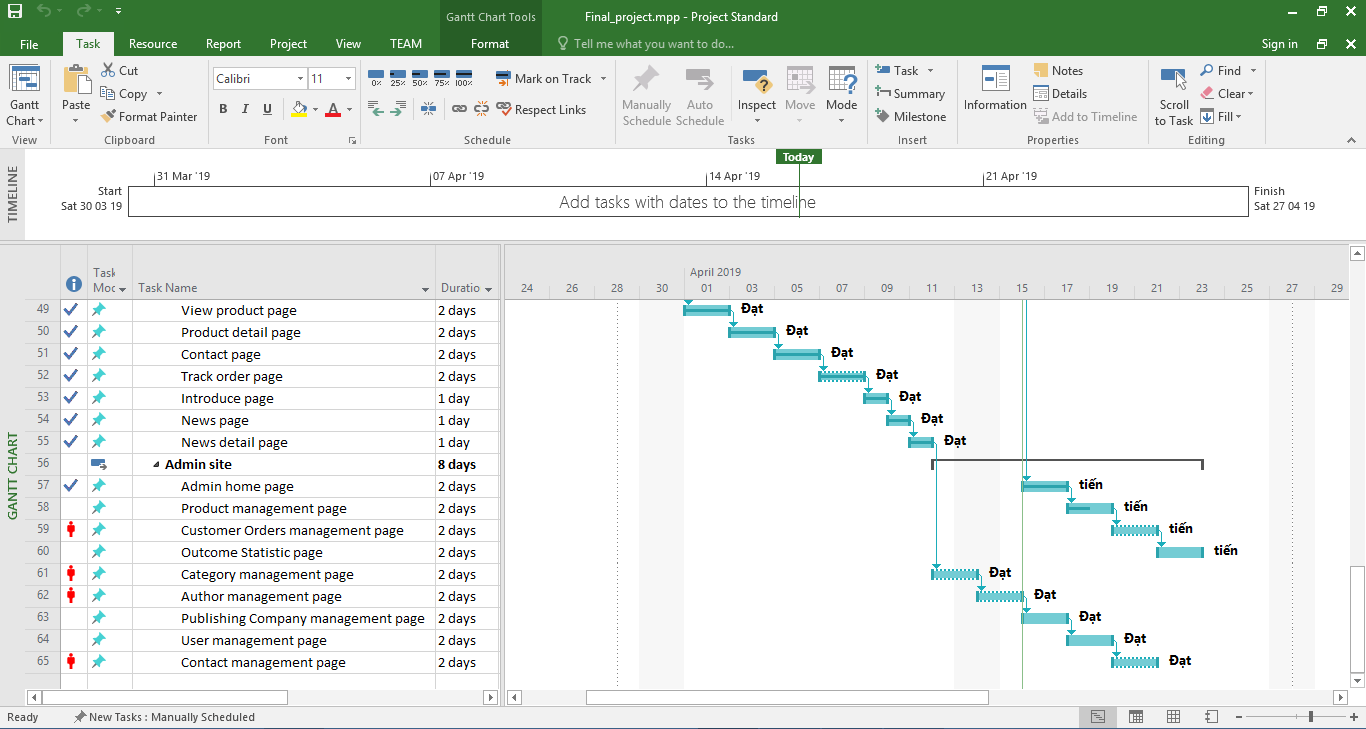 Gantt Chart Tools
Final_project.mpp - Project Standard
File Task Resource Report Project View TEAM Format Tell me what you want to do... Sign in
Gantt Chart
View
Paste
Cut
Copy
Format Painter
Clipboard
Calibri 11
B I U A
Font
0% 25% 50% 75% 100%
Mark on Track
Respect Links
Schedule
Manually Schedule
Auto Schedule
Inspect
Move
Mode
Tasks
Task
Summary
Milestone
Insert
Information
Notes
Details
Add to Timeline
Properties
Scroll to Task
Find
Clear
Fill
Editing
TIMELINE
Today
31 Mar '19 07 Apr '19 14 Apr '19 21 Apr '19
Start
Sat 30 03 19
Add tasks with dates to the timeline
Finish
Sat 27 04 19
GANTT CHART
Task Moc Task Name Duratio
April 2019
24 26 28 30 01 03 05 07 09 11 13 15 17 19 21 23 25 27 29
49 View product page 2 days Đạt
50 Product detail page 2 days Đạt
51 Contact page 2 days Đạt
52 Track order page 2 days Đạt
53 Introduce page 1 day Đạt
54 News page 1 day Đạt
55 News detail page 1 day Đạt
56 Admin site 8 days
57 Admin home page 2 days tiến
58 Product management page 2 days tiến
59 Customer Orders management page 2 days tiến
60 Outcome Statistic page 2 days tiến
61 Category management page 2 days Đạt
62 Author management page 2 days Đạt
63 Publishing Company management page 2 days Đạt
64 User management page 2 days Đạt
65 Contact management page 2 days Đạt
Ready New Tasks : Manually Scheduled